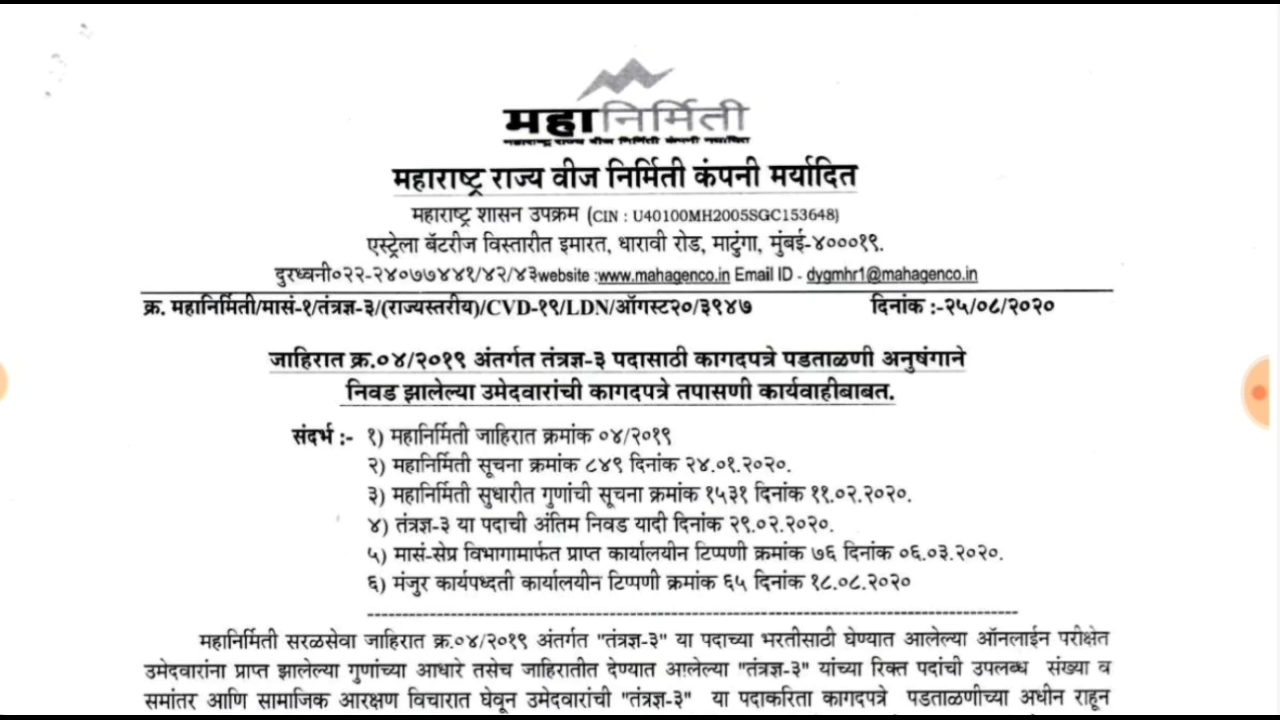 महानिर्मिती
महाराष्ट्र राज्य वीज निर्मिती कंपनी मर्यादित
महाराष्ट्र राज्य वीज निर्मिती कंपनी मर्यादित
महाराष्ट्र शासन उपक्रम (CIN : U40100MH2005SGC153648)
एस्ट्रेला बॅटरीज विस्तारीत इमारत, धारावी रोड, माटुंगा, मुंबई-४०००१९.
दुरध्वनी०२२-२४०७७४४१/४२/४३website :www.mahagenco.in Email ID - dygmhr1@mahagenco.in
क्र. महानिर्मिती/मासं-१/तंत्रज्ञ-३/(राज्यस्तरीय)/CVD-१९/LDN/ऑगस्ट२०/३९४७ दिनांक :-२५/०८/२०२०
जाहिरात क्र.०४/२०१९ अंतर्गत तंत्रज्ञ-३ पदासाठी कागदपत्रे पडताळणी अनुषंगाने
निवड झालेल्या उमेदवारांची कागदपत्रे तपासणी कार्यवाहीबाबत.
संदर्भ :- १) महानिर्मिती जाहिरात क्रमांक ०४/२०१९
२) महानिर्मिती सूचना क्रमांक ८४९ दिनांक २४.०१.२०२०.
३) महानिर्मिती सुधारीत गुणांची सूचना क्रमांक १५३१ दिनांक ११.०२.२०२०.
४) तंत्रज्ञ-३ या पदाची अंतिम निवड यादी दिनांक २९.०२.२०२०.
५) मासं-सेप्र विभागामार्फत प्राप्त कार्यालयीन टिप्पणी क्रमांक ७६ दिनांक ०६.०३.२०२०.
६) मंजुर कार्यपध्दती कार्यालयीन टिप्पणी क्रमांक ६५ दिनांक १८.०८.२०२०
महानिर्मिती सरळसेवा जाहिरात क्र.०४/२०१९ अंतर्गत "तंत्रज्ञ-३" या पदाच्या भरतीसाठी घेण्यात आलेल्या ऑनलाईन परीक्षेत
उमेदवारांना प्राप्त झालेल्या गुणांच्या आधारे तसेच जाहिरातीत देण्यात आलेल्या "तंत्रज्ञ-३" यांच्या रिक्त पदांची उपलब्ध संख्या व
समांतर आणि सामाजिक आरक्षण विचारात घेवून उमेदवारांची "तंत्रज्ञ-३" या पदाकरिता कागदपत्रे पडताळणीच्या अधीन राहून